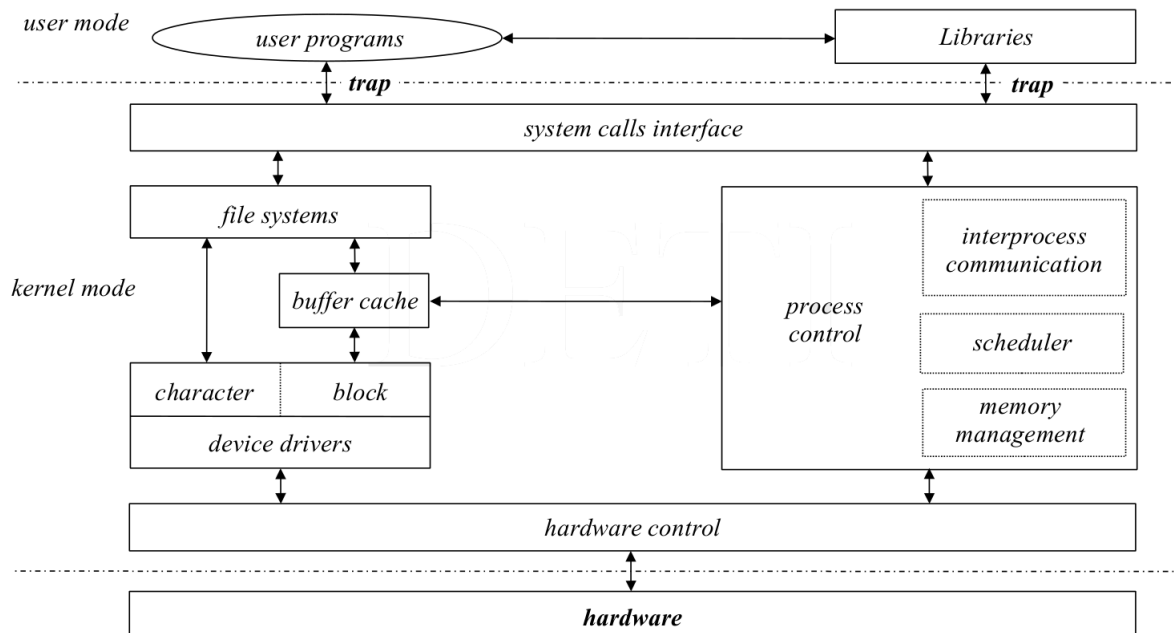 user mode
user programs
Libraries
trap
trap
system calls interface
file systems
interprocess
communication
kernel mode
buffer cache
process
control
scheduler
character
block
memory
management
device drivers
hardware control
hardware